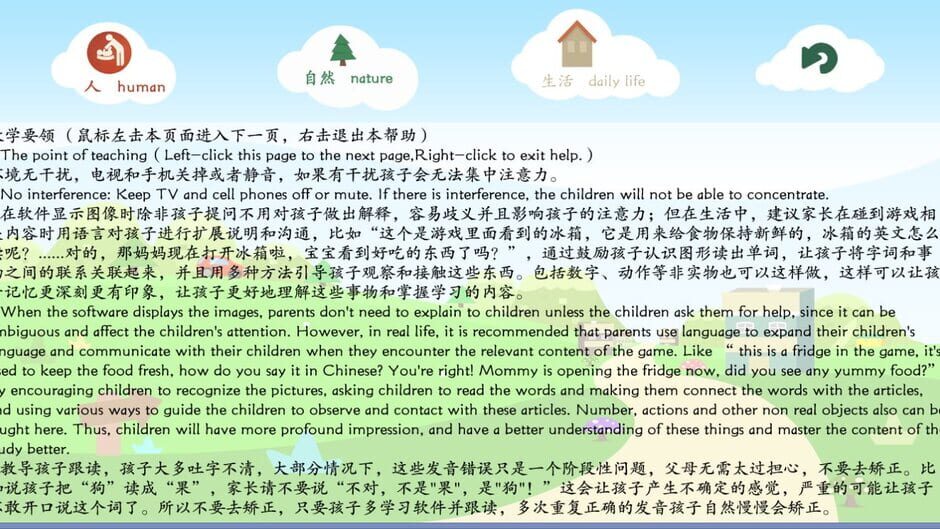 人 human
自然 nature
生活 daily life
学要领（鼠标左击本页面进入下一页，右击退出本帮助）
The point of teaching（Left-click this page to the next page,Right-click to exit help.）
境无干扰，电视和手机关掉或者静音，如果有干扰孩子会无法集中注意力。
No interference: Keep TV and cell phones off or mute. If there is interference, the children will not be able to concentrate.
在软件显示图像时除非孩子提问不用对孩子做出解释，容易歧义并且影响孩子的注意力；但在生活中，建议家长在碰到游戏相
内容时用语言对孩子进行扩展说明和沟通，比如“这个是游戏里面看到的冰箱，它是用来给食物保持新鲜的，冰箱的英文怎么
呢？……对的，那妈妈现在打开冰箱啦，宝宝看到好吃的东西了吗？”，通过鼓励孩子认识图形读出单词，让孩子将字词和事
之间的联系关联起来，并且用多种方法引导孩子观察和接触这些东西。包括数字、动作等非实物也可以这样做，这样可以让孩
记忆更深刻更有印象，让孩子更好地理解这些事物和掌握学习的内容。
When the software displays the images, parents don't need to explain to children unless the children ask them for help, since it can be
mbiguous and affect the children's attention. However, in real life, it is recommended that parents use language to expand their children's
nguage and communicate with their children when they encounter the relevant content of the game. Like “ this is a fridge in the game, it's
sed to keep the food fresh, how do you say it in Chinese? You're right! Mommy is opening the fridge now, did you see any yummy food?”
y encouraging children to recognize the pictures, asking children to read the words and making them connect the words with the articles,
nd using various ways to guide the children to observe and contact with these articles. Number, actions and other non real objects also can be
ught here. Thus, children will have more profound impression, and have a better understanding of these things and master the content of the
udy better.
教导孩子跟读，孩子大多吐字不清，大部分情况下，这些发音错误只是一个阶段性问题，父母无需太过担心，不要去矫正。比
说孩子把“狗”读成“果”，家长请不要说“不对，不是"果"，是"狗"！”这会让孩子产生不确定的感觉，严重的可能让孩子
敢开口说这个词了。所以不要去矫正，只要孩子多学习软件并跟读，多次重复正确的发音孩子自然慢慢会矫正。